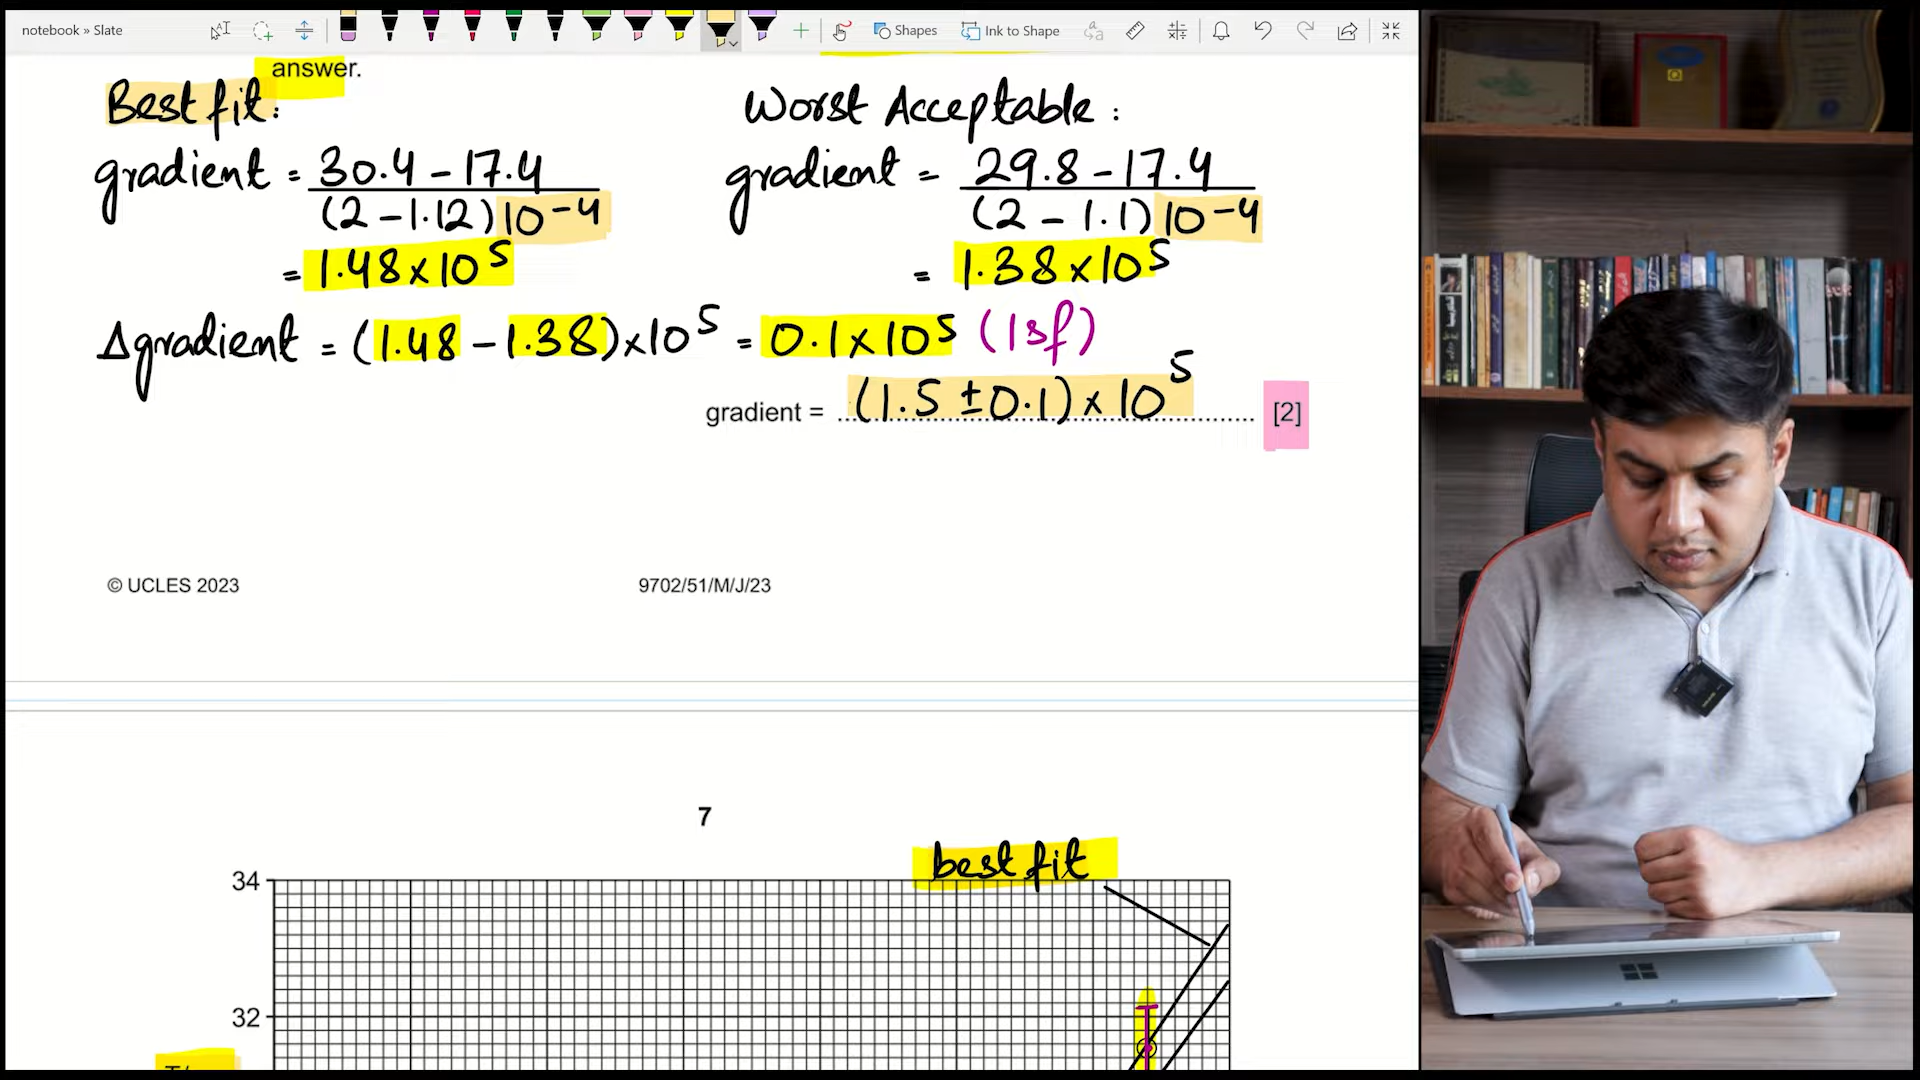 notebook » Slate
Shapes
Ink to Shape
answer.
Best fit:
gradient = 30.4 – 17.4
(2 – 1.12) 10⁻⁴
= 1.48 × 10⁵
Worst Acceptable :
gradient = 29.8 – 17.4
(2 – 1.1) 10⁻⁴
= 1.38 × 10⁵
Δgradient = (1.48 – 1.38) × 10⁵ = 0.1 × 10⁵ (1sf)
gradient = (1.5 ± 0.1) × 10⁵ [2]
© UCLES 2023
9702/51/M/J/23
7
best fit
34
32